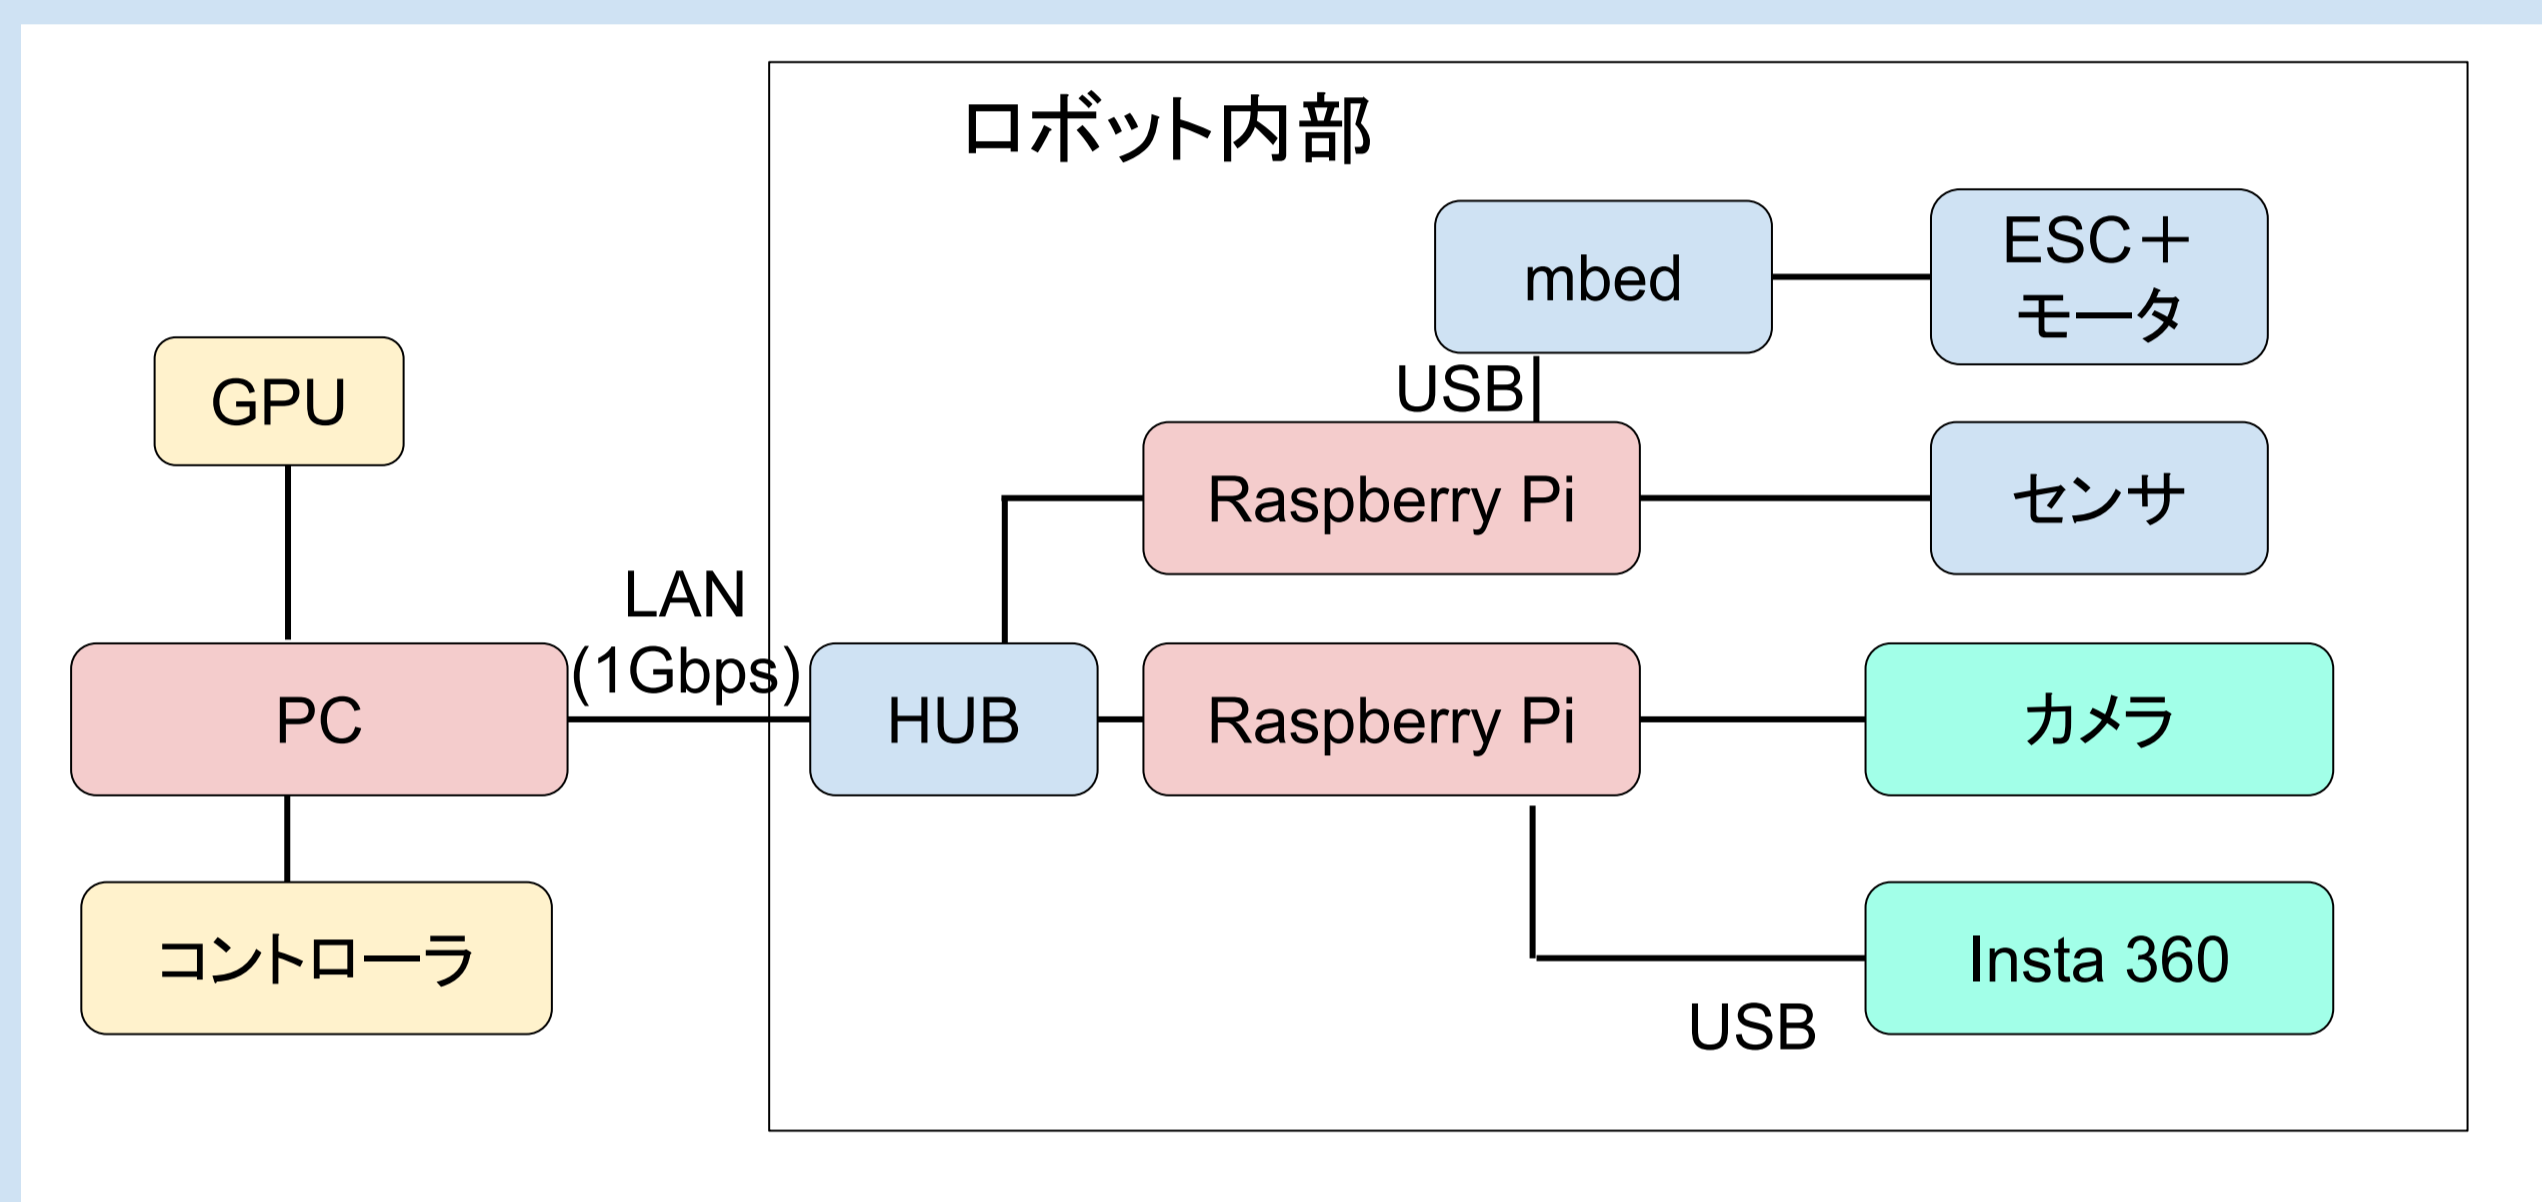 ロボット内部
mbed
ESC＋
モータ
USB
GPU
Raspberry Pi
センサ
LAN
(1Gbps)
PC
HUB
Raspberry Pi
カメラ
コントローラ
Insta 360
USB